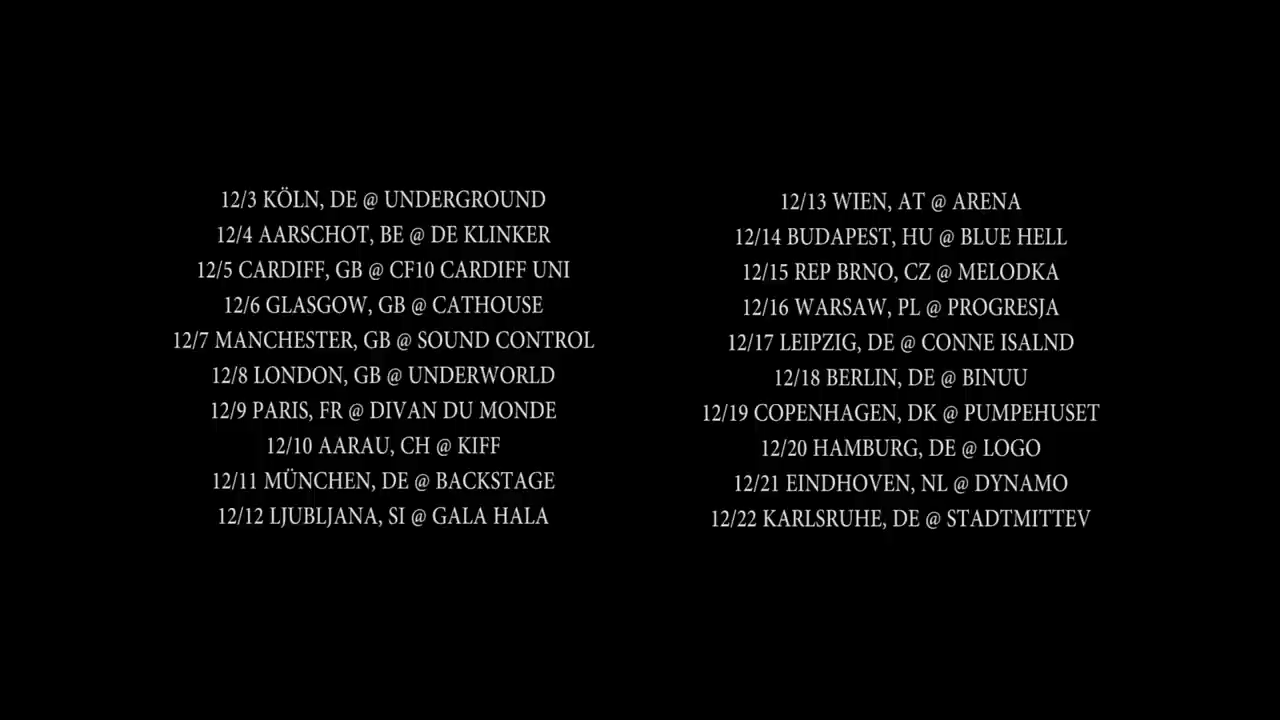 12/3 KÖLN, DE @ UNDERGROUND
12/4 AARSCHOT, BE @ DE KLINKER
12/5 CARDIFF, GB @ CF10 CARDIFF UNI
12/6 GLASGOW, GB @ CATHOUSE
12/7 MANCHESTER, GB @ SOUND CONTROL
12/8 LONDON, GB @ UNDERWORLD
12/9 PARIS, FR @ DIVAN DU MONDE
12/10 AARAU, CH @ KIFF
12/11 MÜNCHEN, DE @ BACKSTAGE
12/12 LJUBLJANA, SI @ GALA HALA
12/13 WIEN, AT @ ARENA
12/14 BUDAPEST, HU @ BLUE HELL
12/15 REP BRNO, CZ @ MELODKA
12/16 WARSAW, PL @ PROGRESJA
12/17 LEIPZIG, DE @ CONNE ISALND
12/18 BERLIN, DE @ BINUU
12/19 COPENHAGEN, DK @ PUMPEHUSET
12/20 HAMBURG, DE @ LOGO
12/21 EINDHOVEN, NL @ DYNAMO
12/22 KARLSRUHE, DE @ STADTMITTEV